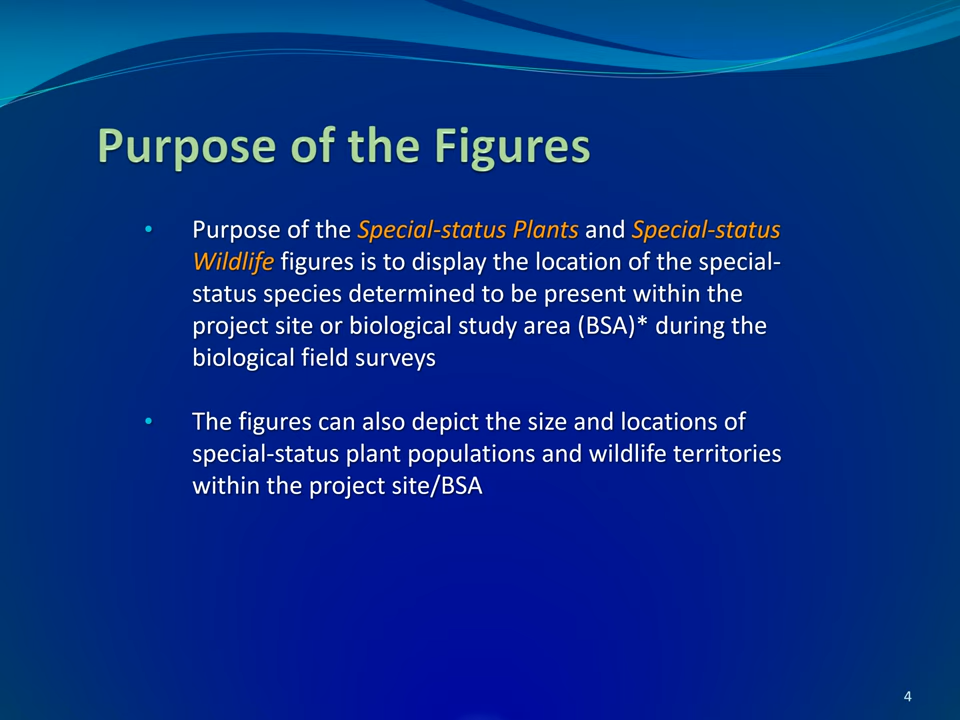 Purpose of the Figures
• Purpose of the Special-status Plants and Special-status
Wildlife figures is to display the location of the special-
status species determined to be present within the
project site or biological study area (BSA)* during the
biological field surveys
• The figures can also depict the size and locations of
special-status plant populations and wildlife territories
within the project site/BSA
4